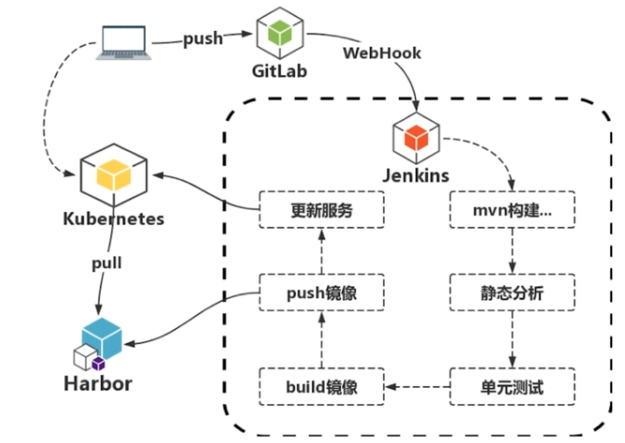 push
GitLab
WebHook
Jenkins
Kubernetes
更新服务
mvn构建...
pull
push镜像
静态分析
Harbor
build镜像
单元测试